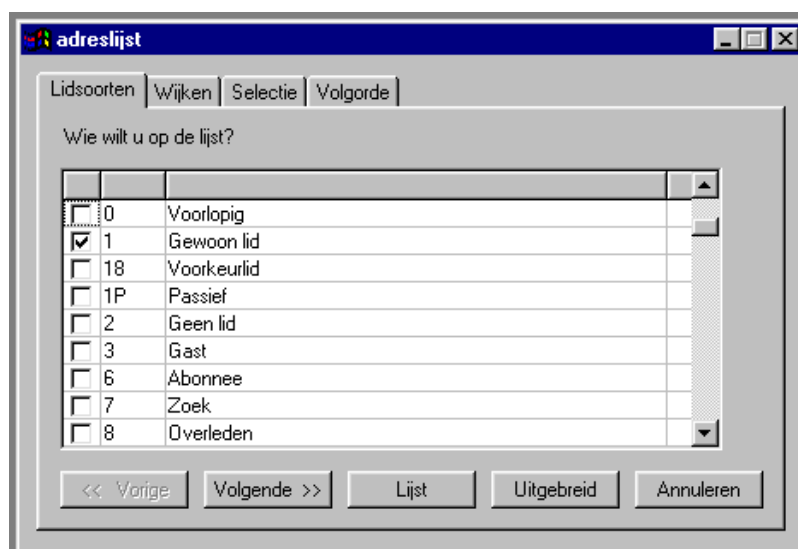 adreslijst
Lidsoorten Wijken Selectie Volgorde
Wie wilt u op de lijst?
0 Voorlopig
1 Gewoon lid
18 Voorkeurlid
1P Passief
2 Geen lid
3 Gast
6 Abonnee
7 Zoek
8 Overleden
<< Vorige Volgende >> Lijst Uitgebreid Annuleren